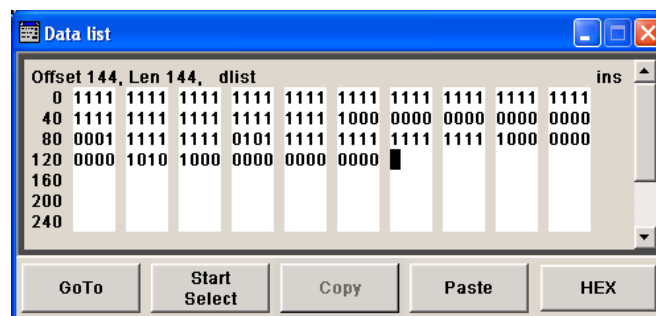 Data list
Offset 144, Len 144, dlist ins
0 1111 1111 1111 1111 1111 1111 1111 1111 1111 1111
40 1111 1111 1111 1111 1111 1000 0000 0000 0000 0000
80 0001 1111 1111 0101 1111 1111 1111 1111 1000 0000
120 0000 1010 1000 0000 0000 0000
160
200
240
GoTo Start Select Copy Paste HEX